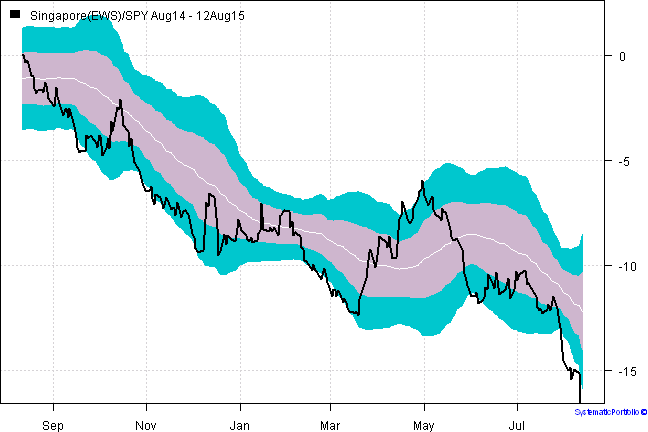 Singapore(EWS)/SPY Aug14 - 12Aug15
0
-5
-10
-15
Sep Nov Jan Mar May Jul
SystematicPortfolio ©